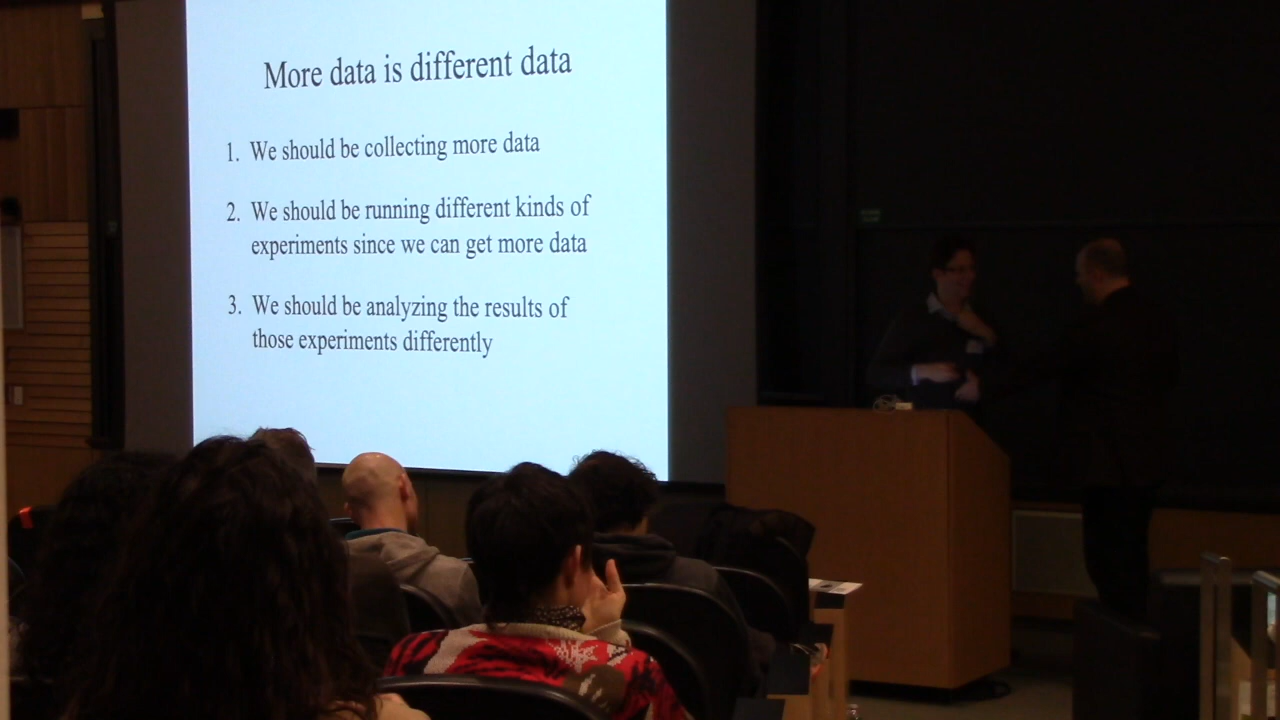 More data is different data
1. We should be collecting more data
2. We should be running different kinds of
experiments since we can get more data
3. We should be analyzing the results of
those experiments differently